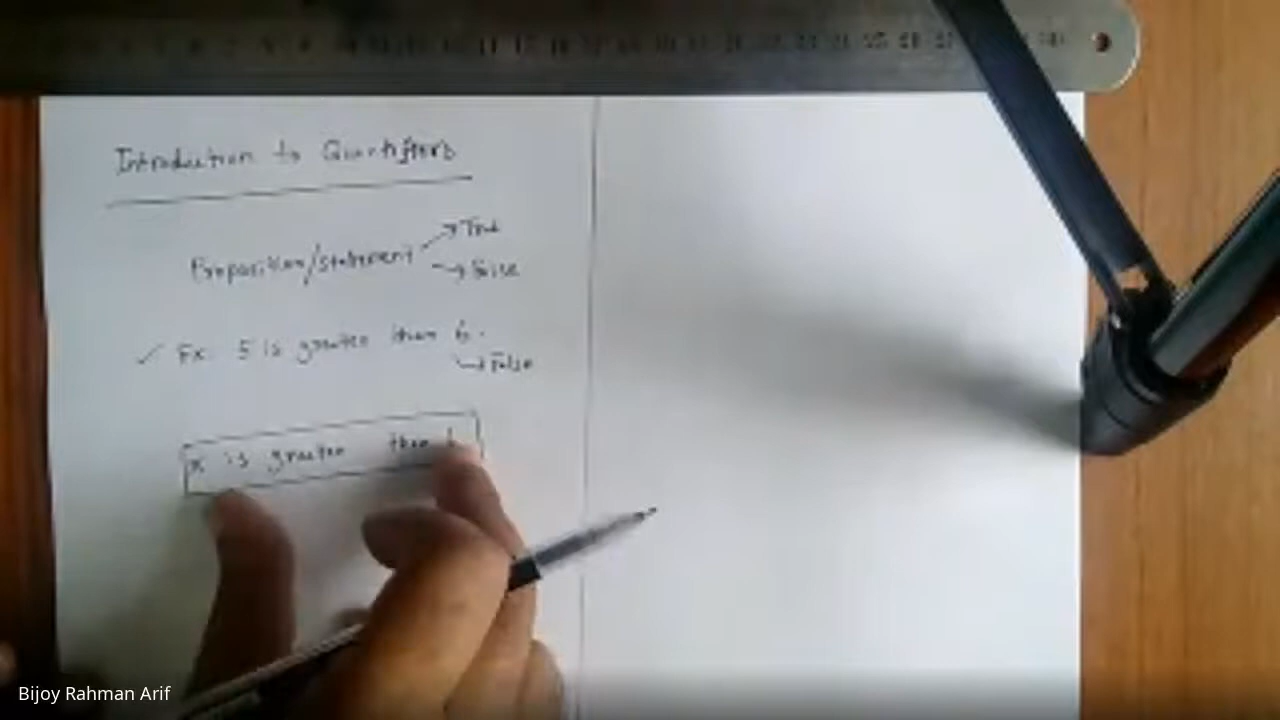 Introduction to Quantifiers
Proposition/statement → True
→ False
✓ Ex. 5 is greater than 6.
→ False
x is greater than
Bijoy Rahman Arif